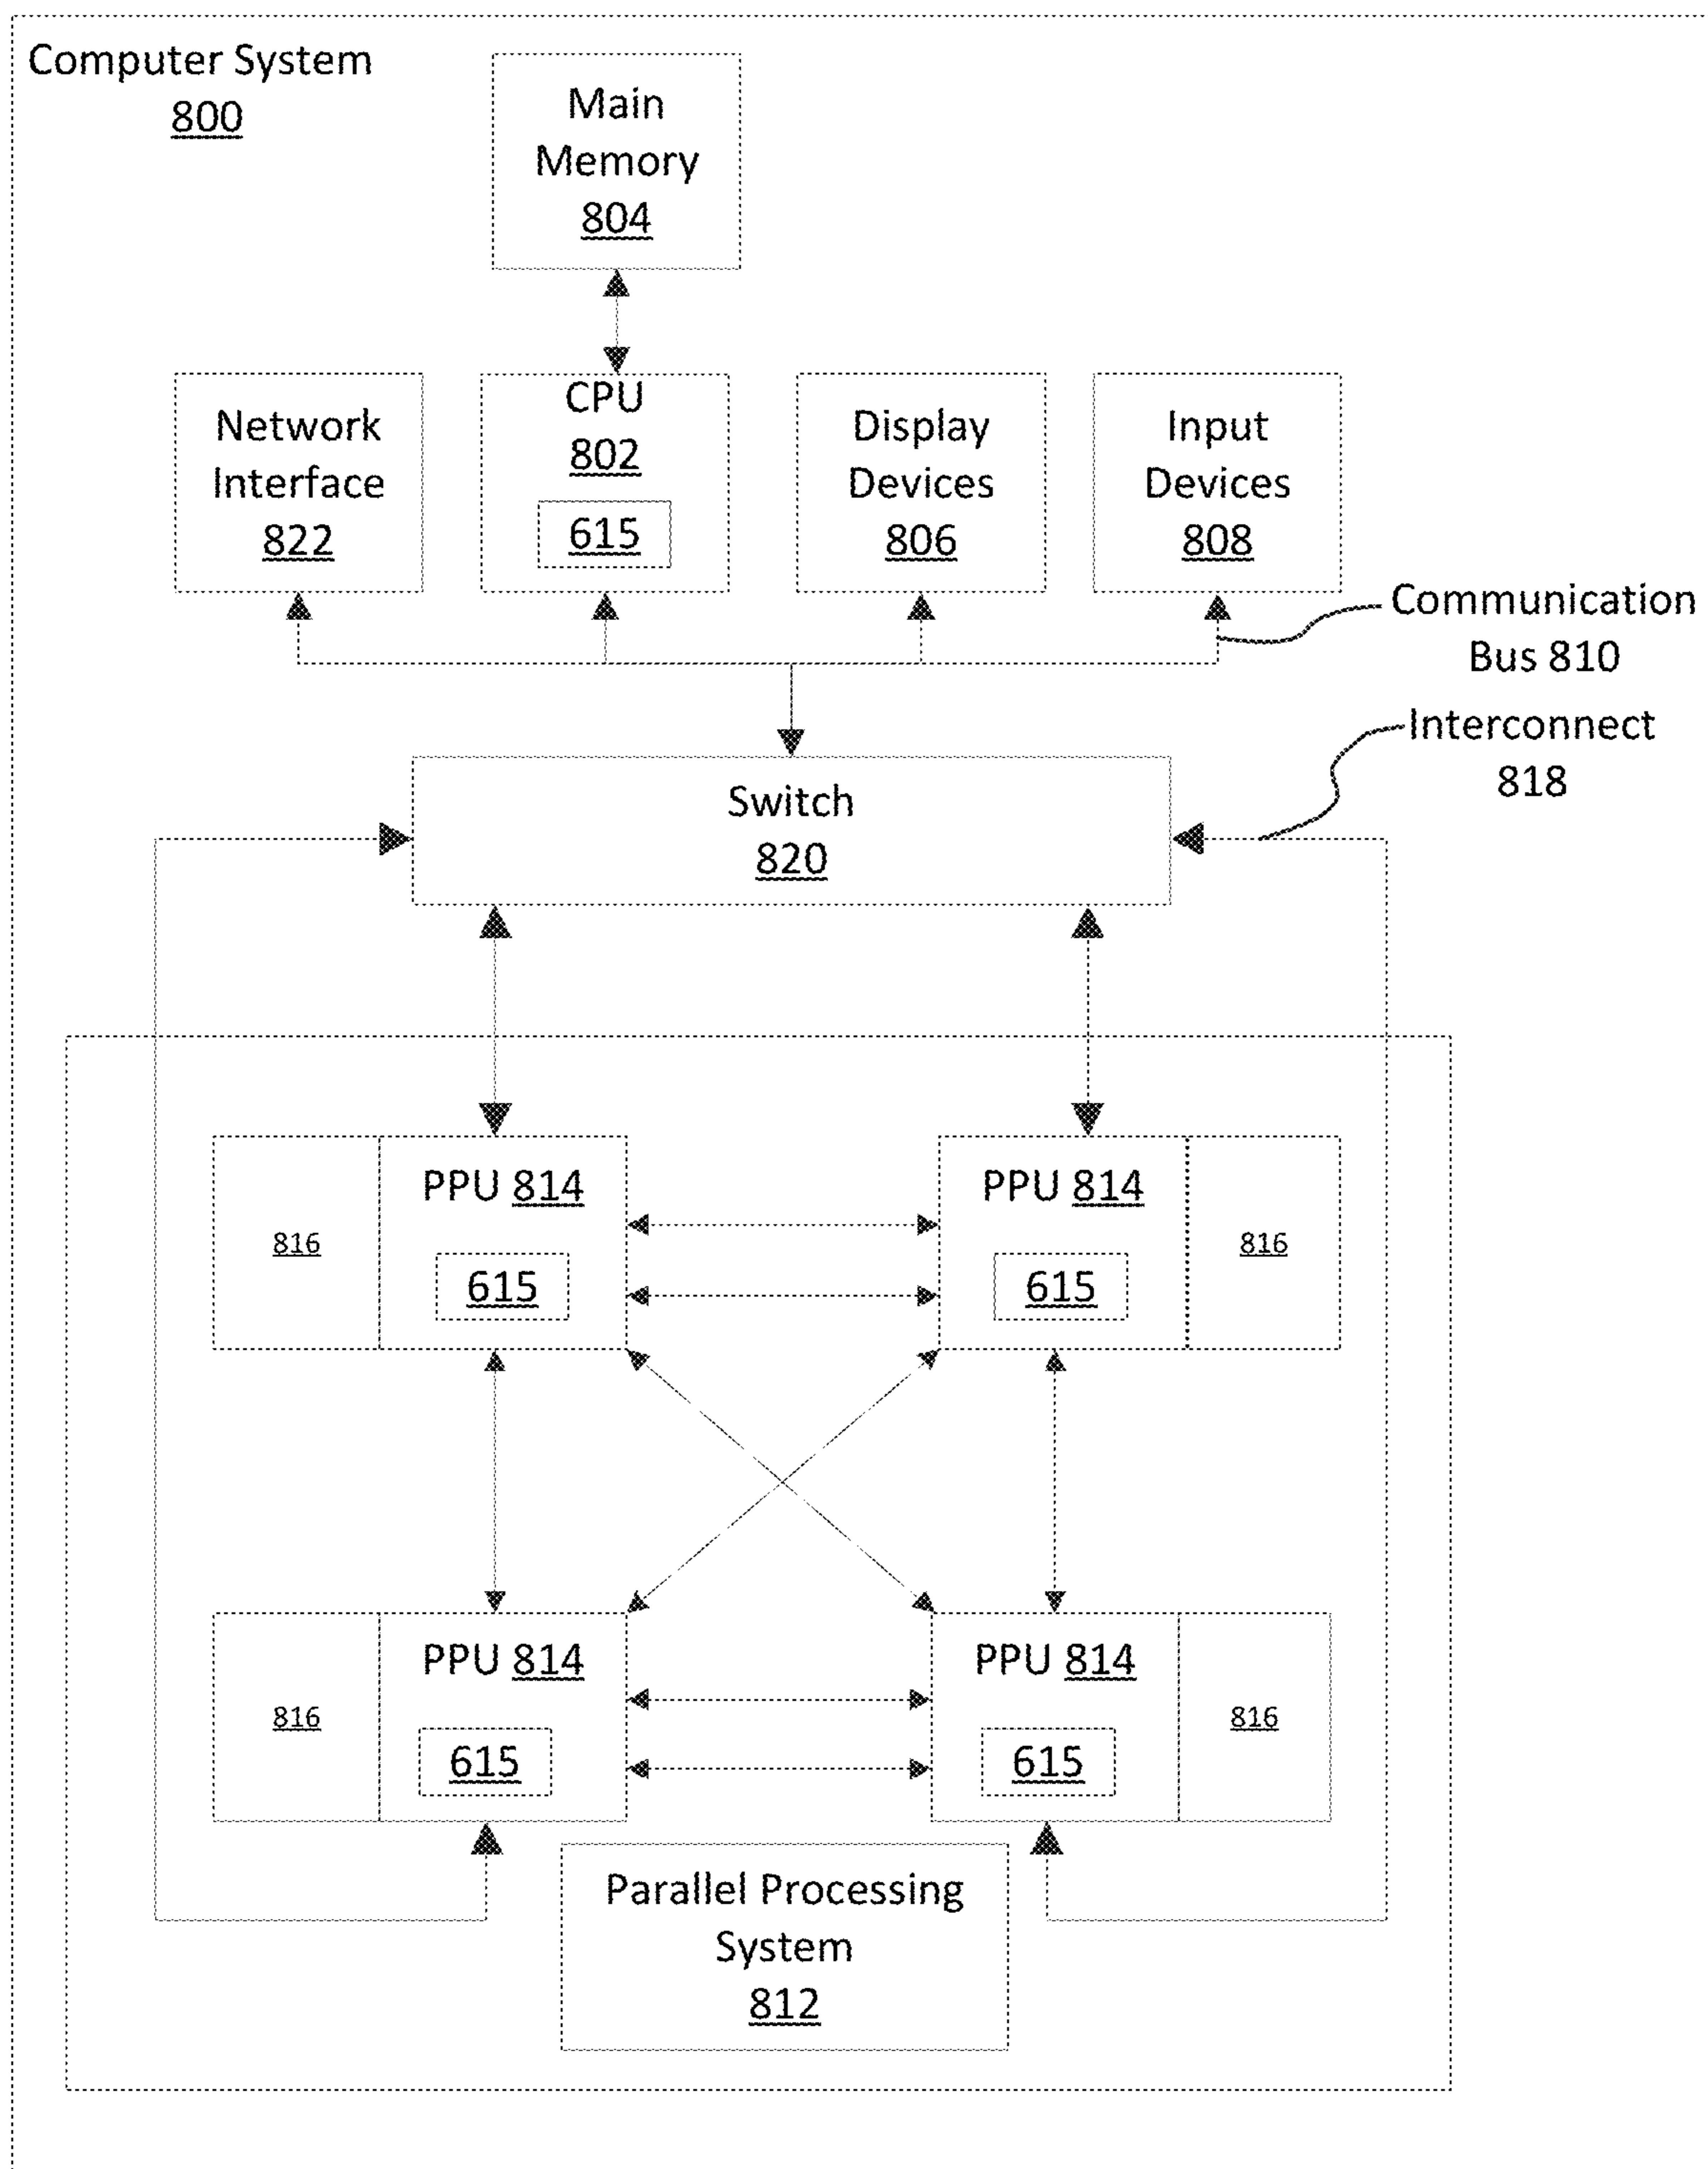 Computer System
800
Main
Memory
804
Network
Interface
822
CPU
802
615
Display
Devices
806
Input
Devices
808
Communication
Bus 810
Interconnect
818
Switch
820
816
PPU 814
615
PPU 814
615
816
816
PPU 814
615
PPU 814
615
816
Parallel Processing
System
812